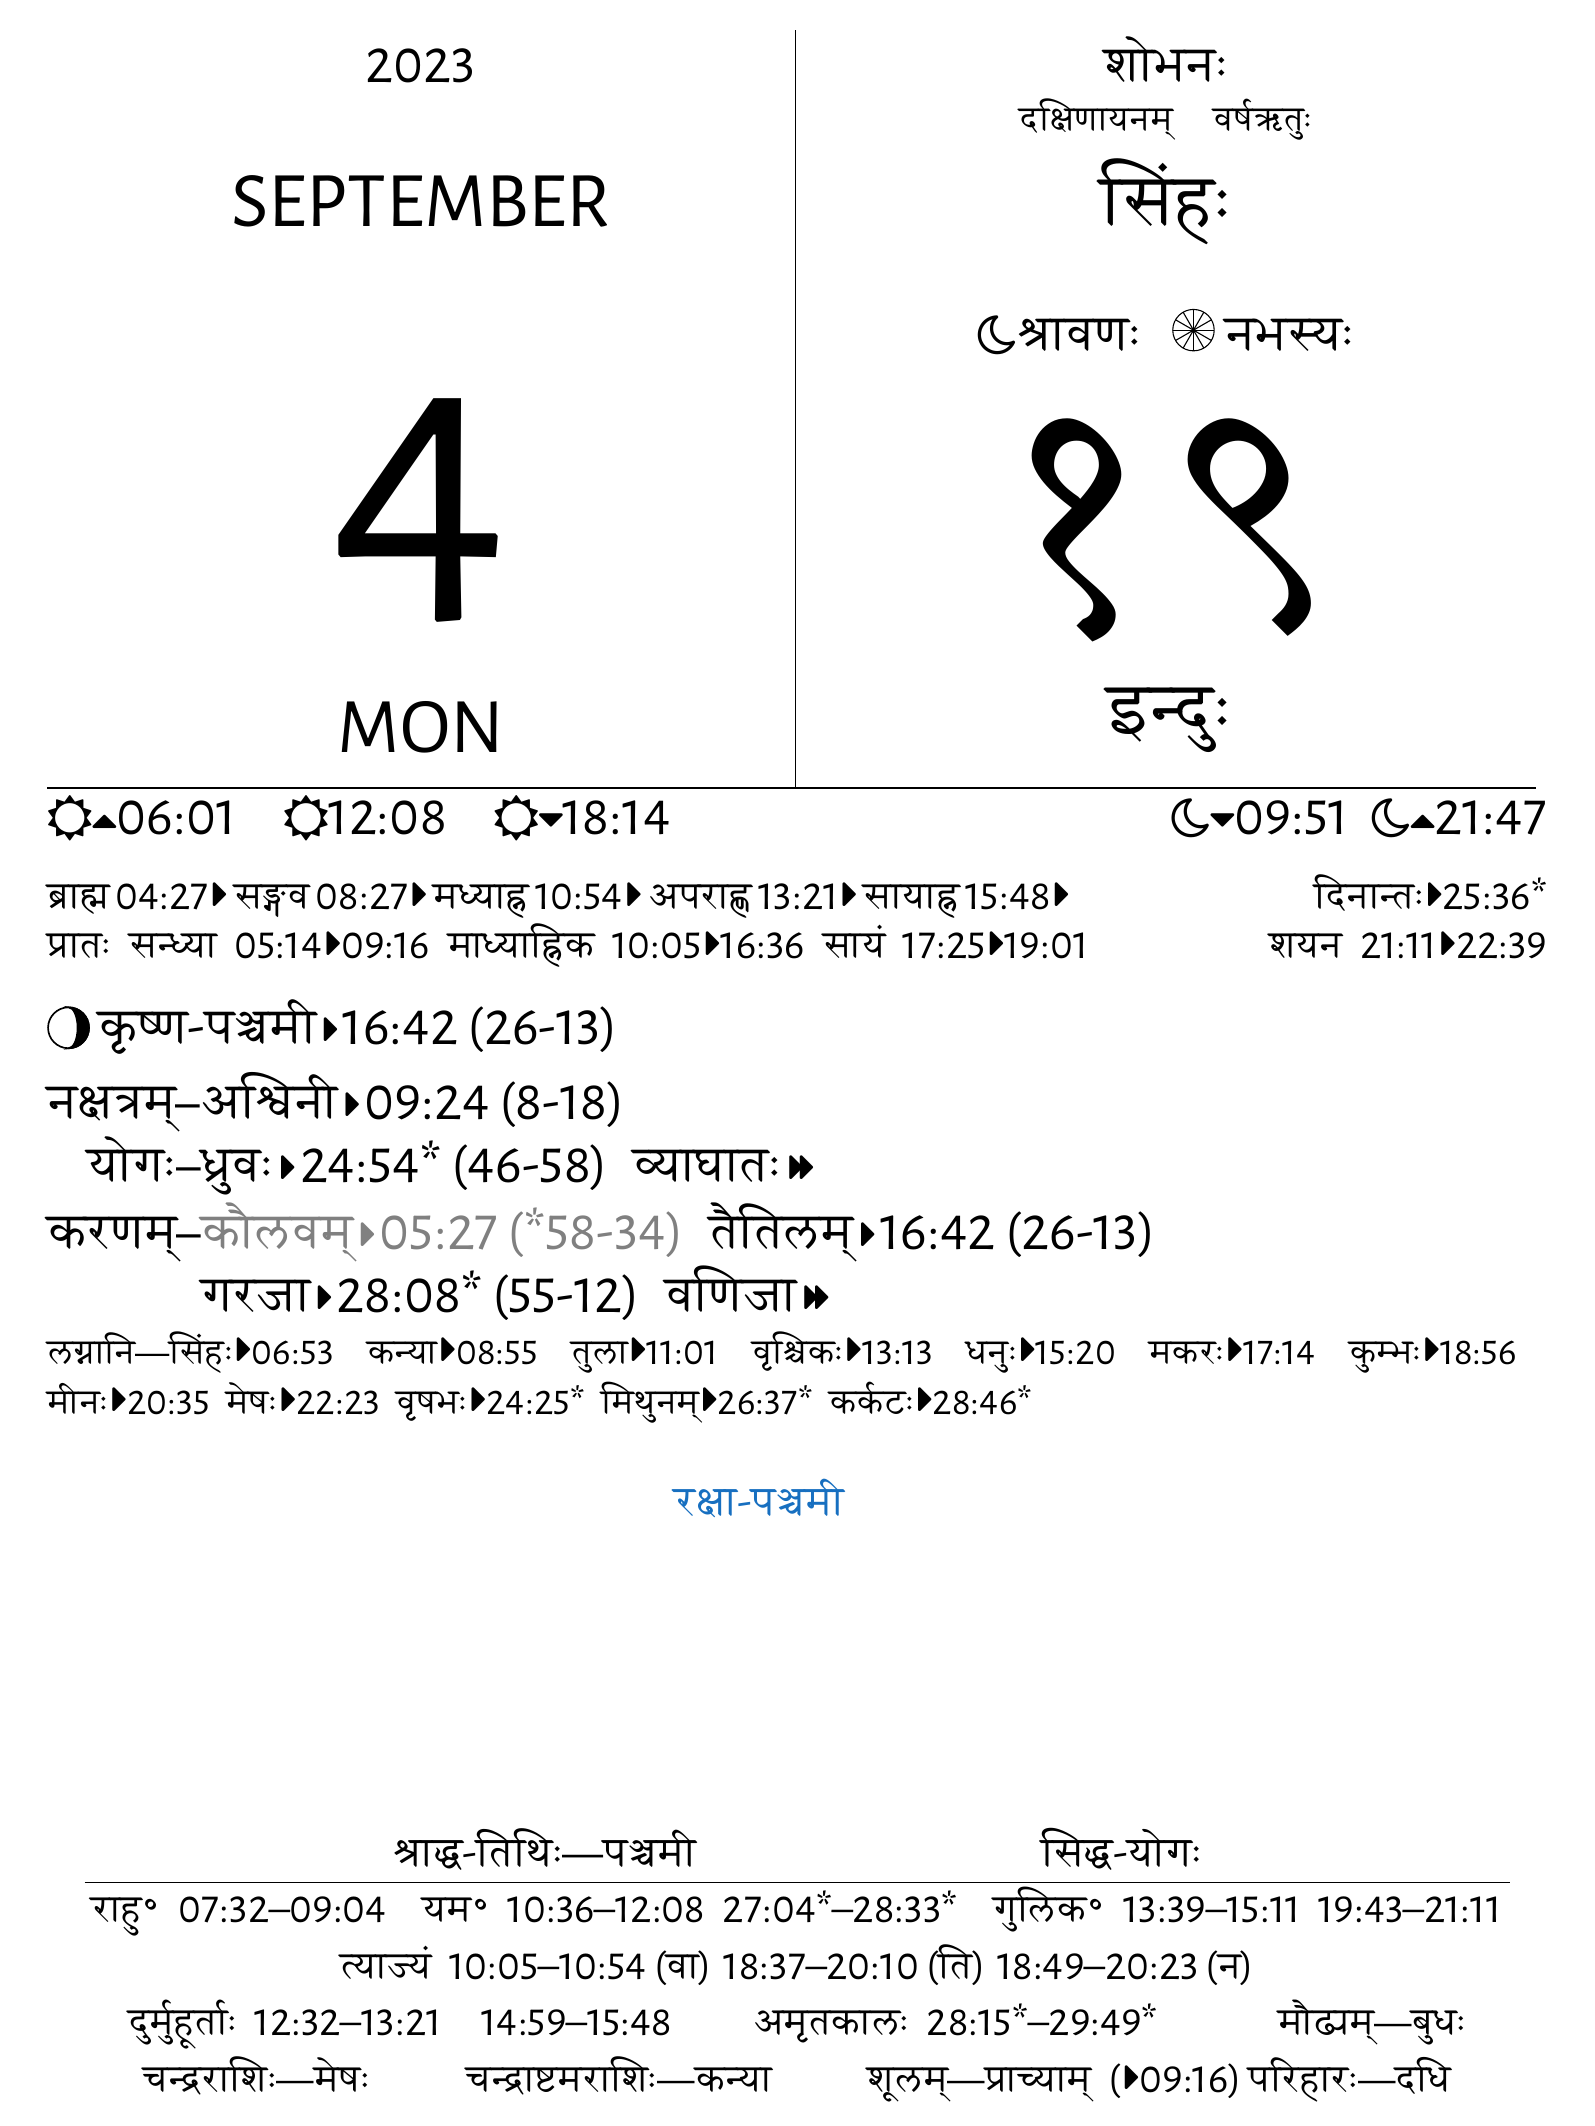 2023
SEPTEMBER
4
MON
शोभनः
दक्षिणायनम् वर्षऋतुः
सिंहः
श्रावणः नभस्यः
१९
इन्दुः
06:01 12:08 18:14 09:51 21:47
ब्राह्म 04:27 सङ्गव 08:27 मध्याह्न 10:54 अपराह्ण 13:21 सायाह्न 15:48 दिनान्तः 25:36*
प्रातः सन्ध्या 05:14 09:16 माध्याह्निक 10:05 16:36 सायं 17:25 19:01 शयन 21:11 22:39
कृष्ण-पञ्चमी 16:42 (26-13)
नक्षत्रम्–अश्विनी 09:24 (8-18)
योगः–ध्रुवः 24:54* (46-58) व्याघातः
करणम्–कौलवम् 05:27 (*58-34) तैतिलम् 16:42 (26-13)
गरजा 28:08* (55-12) वणिजा
लग्नानि—सिंहः 06:53 कन्या 08:55 तुला 11:01 वृश्चिकः 13:13 धनुः 15:20 मकरः 17:14 कुम्भः 18:56
मीनः 20:35 मेषः 22:23 वृषभः 24:25* मिथुनम् 26:37* कर्कटः 28:46*
रक्षा-पञ्चमी
श्राद्ध-तिथिः—पञ्चमी सिद्ध-योगः
राहु॰ 07:32–09:04 यम॰ 10:36–12:08 27:04*–28:33* गुलिक॰ 13:39–15:11 19:43–21:11
त्याज्यं 10:05–10:54 (वा) 18:37–20:10 (ति) 18:49–20:23 (न)
दुर्मुहूर्ताः 12:32–13:21 14:59–15:48 अमृतकालः 28:15*–29:49* मौढ्यम्—बुधः
चन्द्रराशिः—मेषः चन्द्राष्टमराशिः—कन्या शूलम्—प्राच्याम् (09:16) परिहारः—दधि